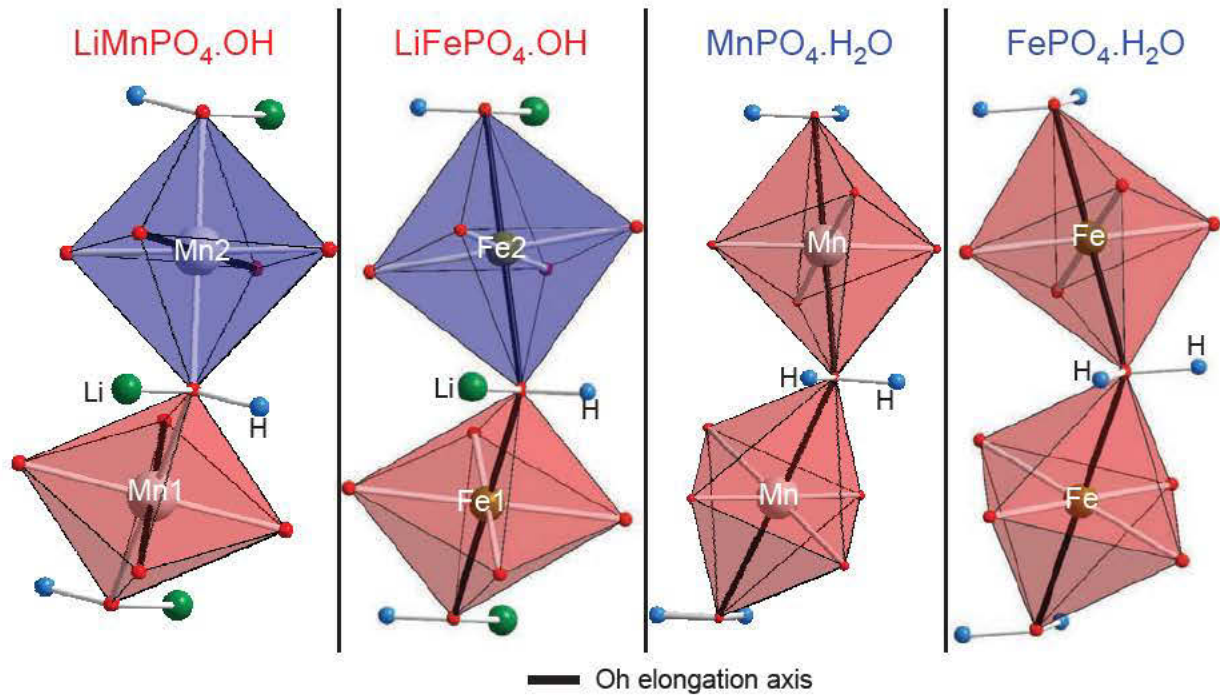 LiMnPO₄.OH
LiFePO₄.OH
MnPO₄.H₂O
FePO₄.H₂O
Mn2
Fe2
Mn
Fe
Li
H
Li
H
H
H
H
H
Mn1
Fe1
Mn
Fe
Oh elongation axis